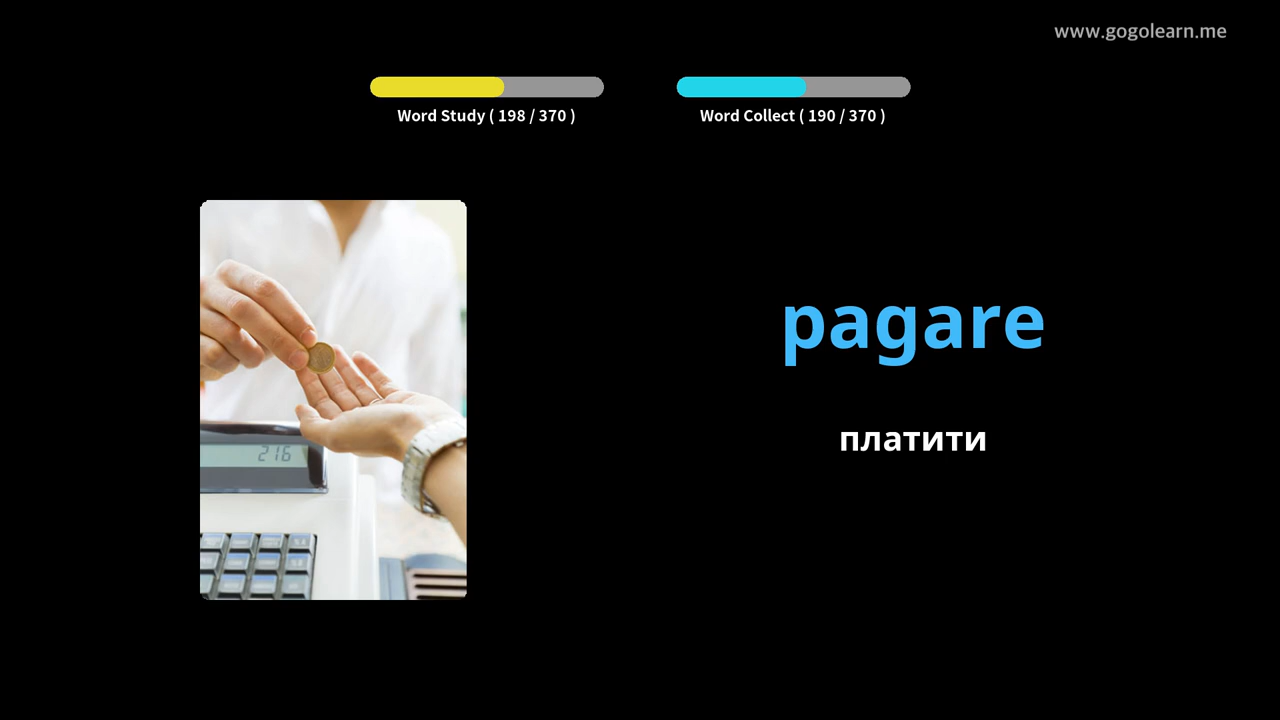 www.gogolearn.me
Word Study ( 198 / 370 )
Word Collect ( 190 / 370 )
pagare
платити
216